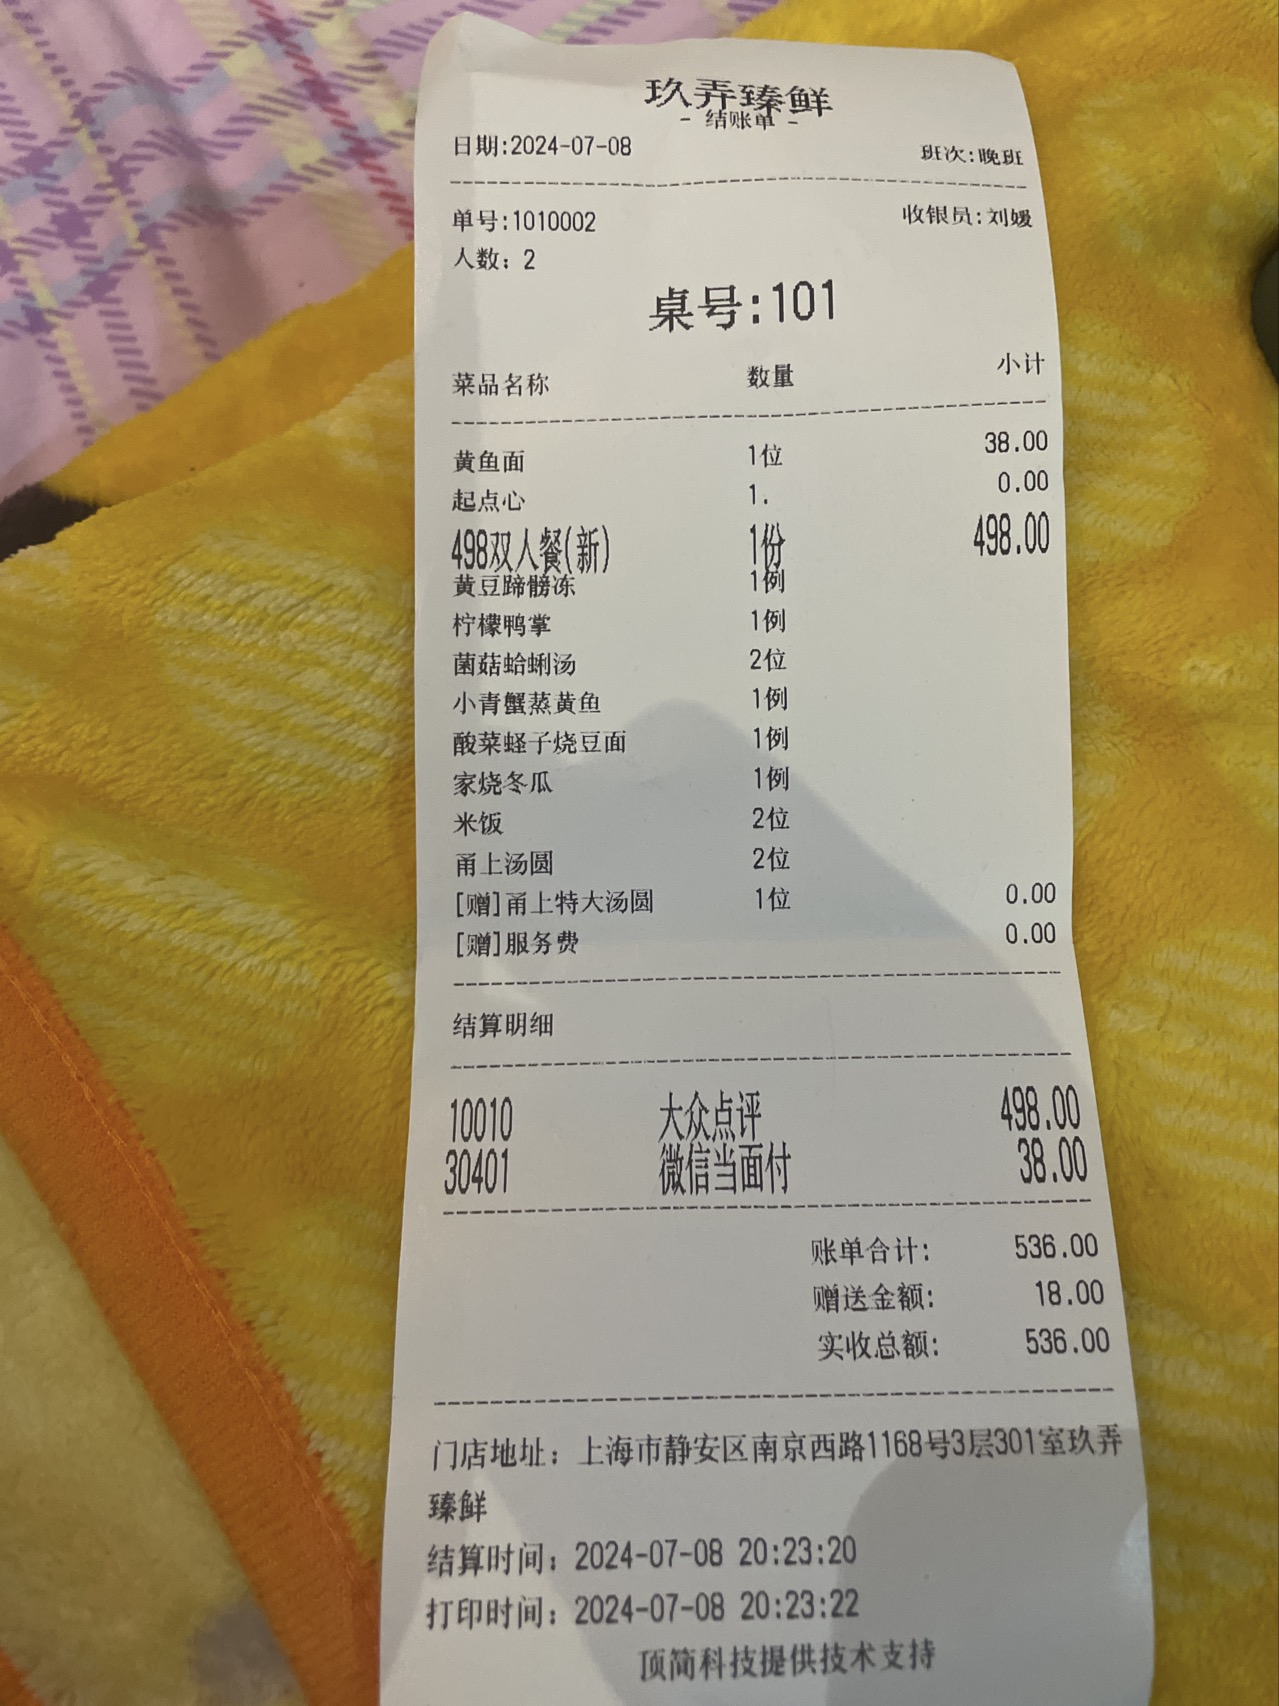 玖弄臻鲜
- 结账单 -
日期:2024-07-08 班次:晚班
单号:1010002 收银员:刘媛
人数: 2
桌号:101
菜品名称 数量 小计
黄鱼面 1位 38.00
起点心 1. 0.00
498双人餐(新) 1份 498.00
黄豆蹄髈冻 1例
柠檬鸭掌 1例
菌菇蛤蜊汤 2位
小青蟹蒸黄鱼 1例
酸菜蛏子烧豆面 1例
家烧冬瓜 1例
米饭 2位
甬上汤圆 2位
[赠]甬上特大汤圆 1位 0.00
[赠]服务费 0.00
结算明细
10010 大众点评 498.00
30401 微信当面付 38.00
账单合计: 536.00
赠送金额: 18.00
实收总额: 536.00
门店地址: 上海市静安区南京西路1168号3层301室玖弄
臻鲜
结算时间: 2024-07-08 20:23:20
打印时间: 2024-07-08 20:23:22
顶简科技提供技术支持